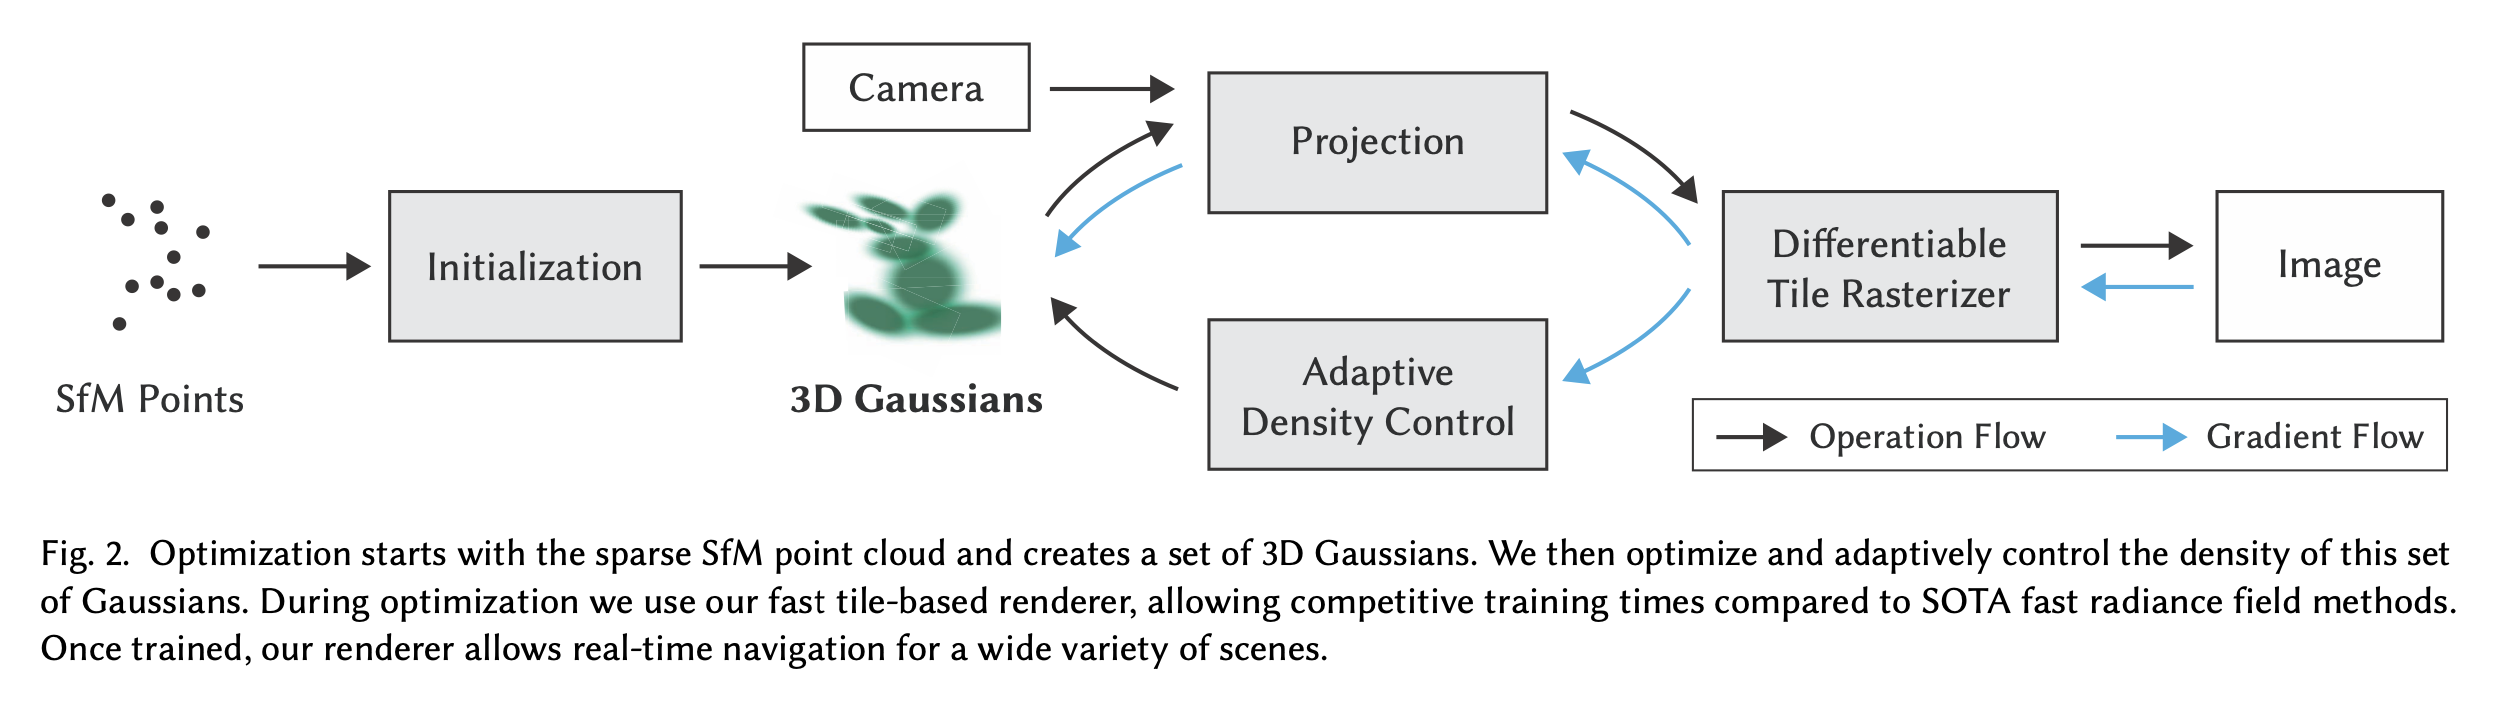 Camera
Projection
Initialization
Differentiable
Tile Rasterizer
Image
SfM Points
3D Gaussians
Adaptive
Density Control
Operation Flow
Gradient Flow
Fig. 2. Optimization starts with the sparse SfM point cloud and creates a set of 3D Gaussians. We then optimize and adaptively control the density of this set
of Gaussians. During optimization we use our fast tile-based renderer, allowing competitive training times compared to SOTA fast radiance field methods.
Once trained, our renderer allows real-time navigation for a wide variety of scenes.